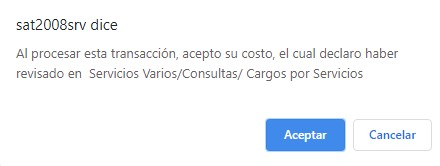 sat2008srv dice
Al procesar esta transacción, acepto su costo, el cual declaro haber
revisado en  Servicios Varios/Consultas/ Cargos por Servicios
Aceptar
Cancelar